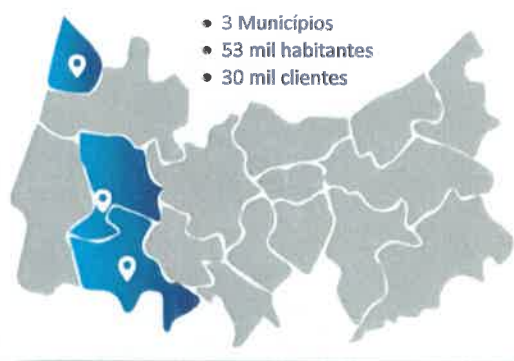 • 3 Municípios
• 53 mil habitantes
• 30 mil clientes